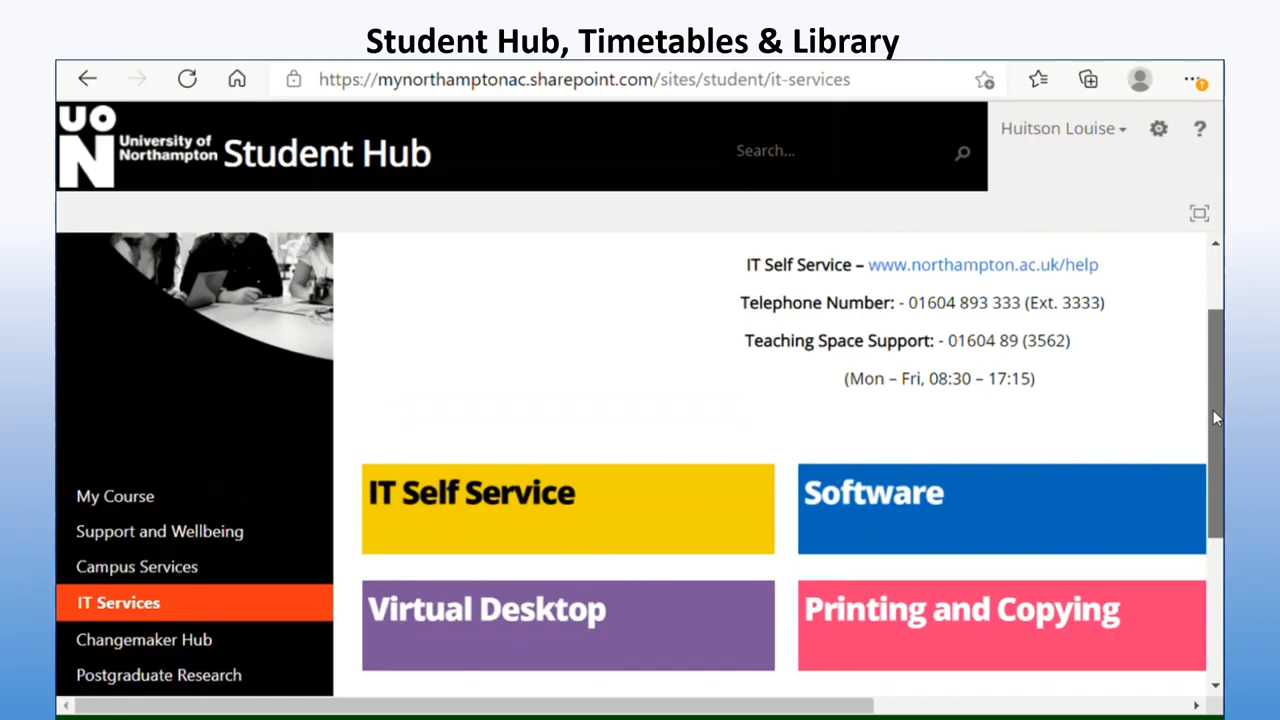 Student Hub, Timetables & Library
https://mynorthamptonac.sharepoint.com/sites/student/it-services
UON
University of
Northampton
Student Hub
Search...
Huitson Louise
IT Self Service – www.northampton.ac.uk/help
Telephone Number: - 01604 893 333 (Ext. 3333)
Teaching Space Support: - 01604 89 (3562)
(Mon – Fri, 08:30 – 17:15)
IT Self Service
Software
Virtual Desktop
Printing and Copying
My Course
Support and Wellbeing
Campus Services
IT Services
Changemaker Hub
Postgraduate Research